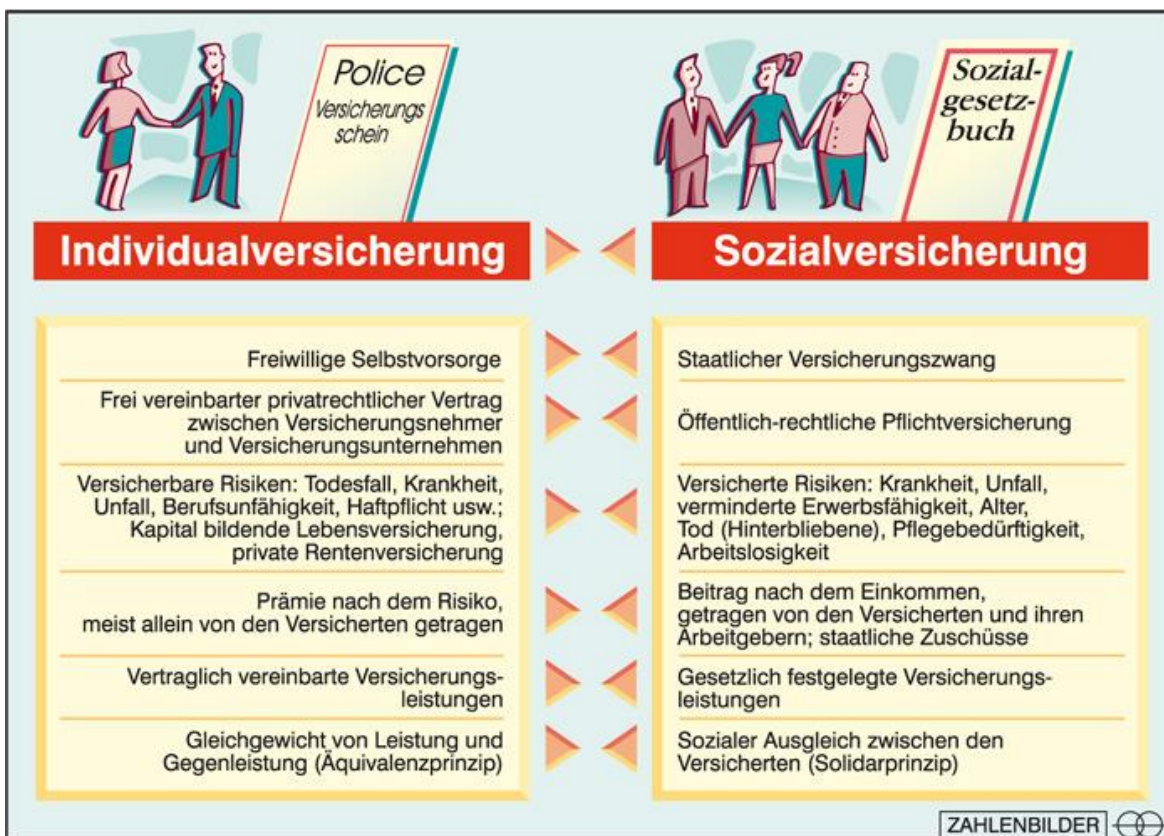 Police
Versicherungs
schein
Sozial-
gesetz-
buch
Individualversicherung
Sozialversicherung
Freiwillige Selbstvorsorge
Staatlicher Versicherungszwang
Frei vereinbarter privatrechtlicher Vertrag
zwischen Versicherungsnehmer
und Versicherungsunternehmen
Öffentlich-rechtliche Pflichtversicherung
Versicherbare Risiken: Todesfall, Krankheit,
Unfall, Berufsunfähigkeit, Haftpflicht usw.;
Kapital bildende Lebensversicherung,
private Rentenversicherung
Versicherte Risiken: Krankheit, Unfall,
verminderte Erwerbsfähigkeit, Alter,
Tod (Hinterbliebene), Pflegebedürftigkeit,
Arbeitslosigkeit
Prämie nach dem Risiko,
meist allein von den Versicherten getragen
Beitrag nach dem Einkommen,
getragen von den Versicherten und ihren
Arbeitgebern; staatliche Zuschüsse
Vertraglich vereinbarte Versicherungs-
leistungen
Gesetzlich festgelegte Versicherungs-
leistungen
Gleichgewicht von Leistung und
Gegenleistung (Äquivalenzprinzip)
Sozialer Ausgleich zwischen den
Versicherten (Solidarprinzip)
ZAHLENBILDER